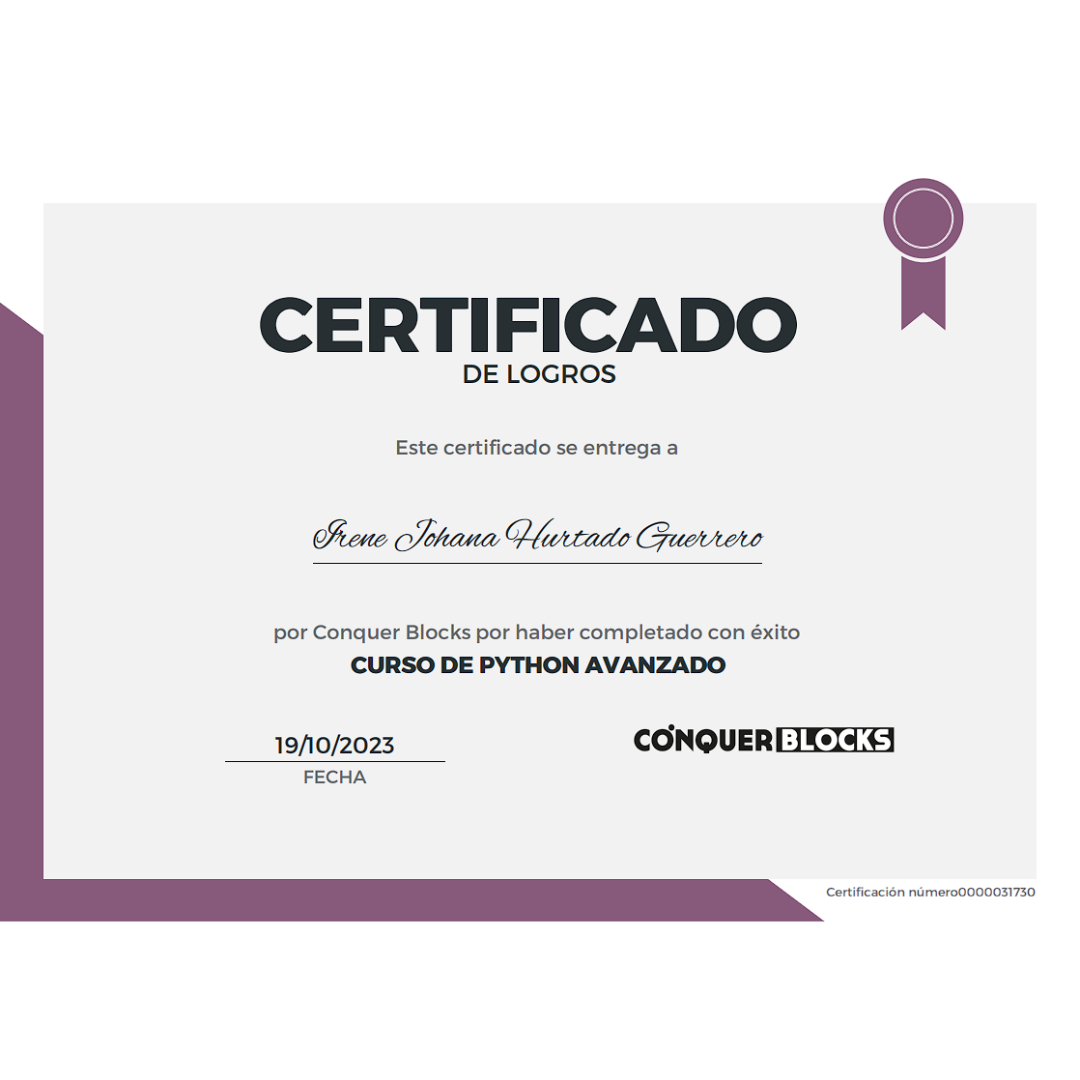 CERTIFICADO
DE LOGROS
Este certificado se entrega a
Irene Johana Hurtado Guerrero
por Conquer Blocks por haber completado con éxito
CURSO DE PYTHON AVANZADO
19/10/2023
FECHA
CONQUER BLOCKS
Certificación número0000031730